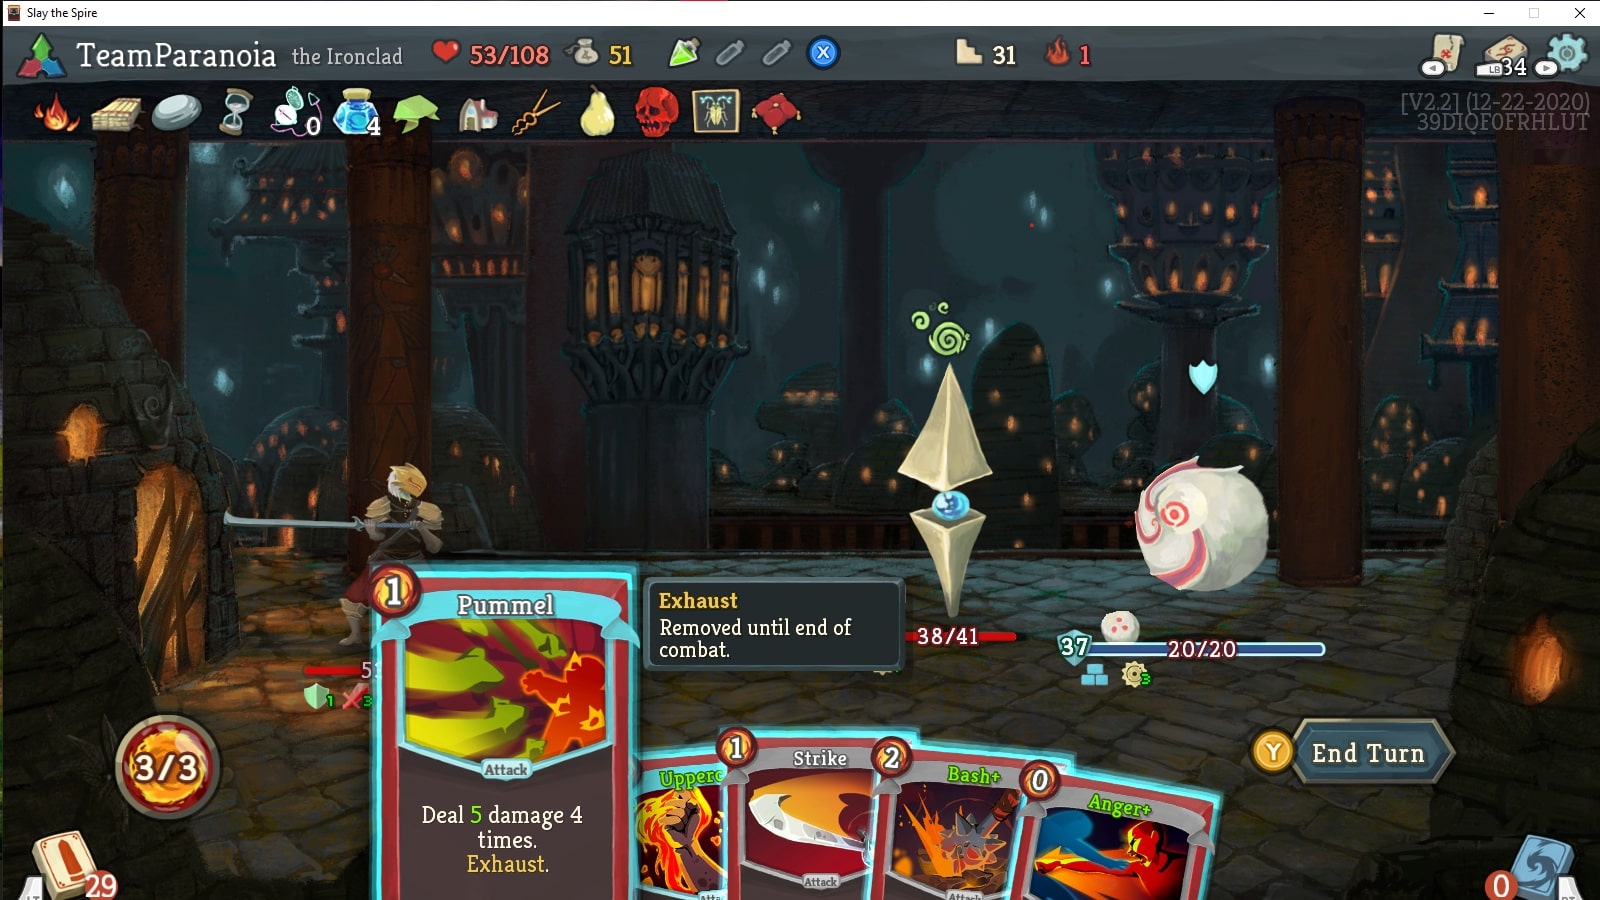 Slay the Spire
TeamParanoia the Ironclad 53/108 51 X 31 1 LB 34
0 4
[V2.2] (12-22-2020)
39DIQF0FRHLUT
1
Pummel
Attack
Deal 5 damage 4
times.
Exhaust.
Exhaust
Removed until end of
combat.
38/41
37 20/20
3
1 3
3/3
1 Strike
Attack
2 Bash+
0 Anger+
Y End Turn
29
0